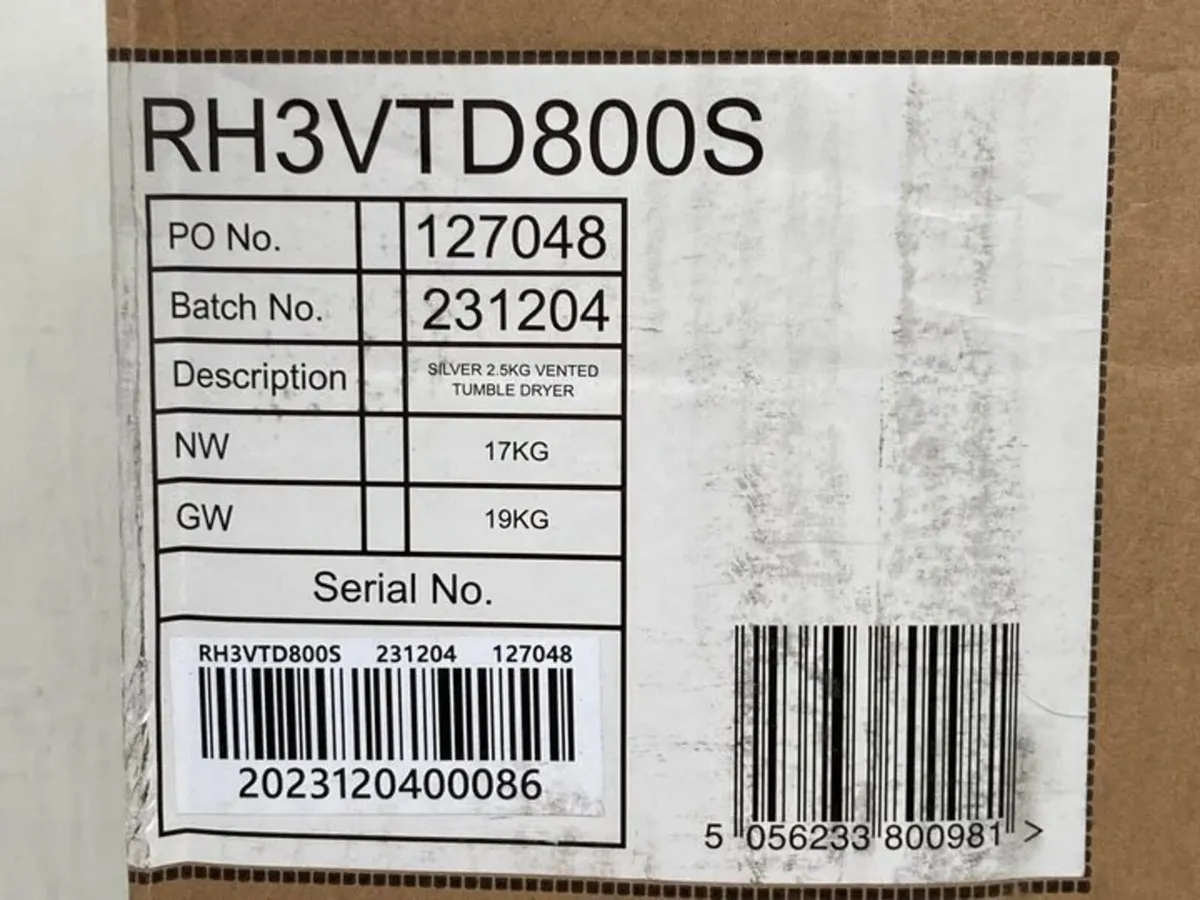 RH3VTD800S
PO No. 127048
Batch No. 231204
Description SILVER 2.5KG VENTED
TUMBLE DRYER
NW 17KG
GW 19KG
Serial No.
RH3VTD800S 231204 127048
2023120400086
5 056233 800981 >